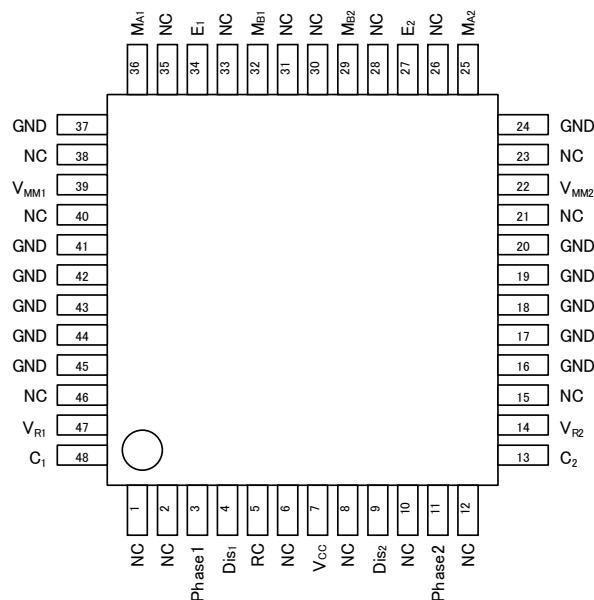 MA1 NC E1 NC MB1 NC NC MB2 NC E2 NC MA2
36 35 34 33 32 31 30 29 28 27 26 25
GND 37 24 GND
NC 38 23 NC
VMM1 39 22 VMM2
NC 40 21 NC
GND 41 20 GND
GND 42 19 GND
GND 43 18 GND
GND 44 17 GND
GND 45 16 GND
NC 46 15 NC
VR1 47 14 VR2
C1 48 13 C2
1 2 3 4 5 6 7 8 9 10 11 12
NC NC Phase1 Dis1 RC NC VCC NC Dis2 NC Phase2 NC